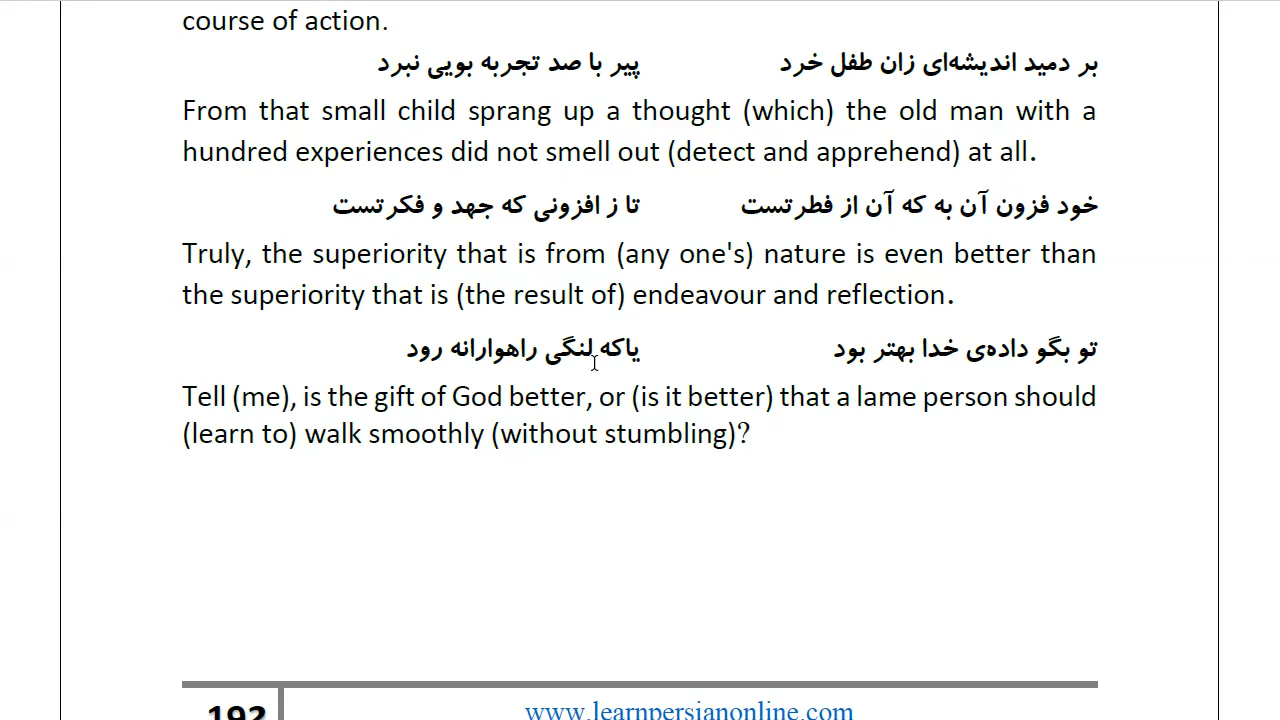 course of action.
بر دمید اندیشه‌ای زان طفل خرد پیر با صد تجربه بویی نبرد
From that small child sprang up a thought (which) the old man with a
hundred experiences did not smell out (detect and apprehend) at all.
خود فزون آن به که آن از فطرتست تا ز افزونی که جهد و فکرتست
Truly, the superiority that is from (any one's) nature is even better than
the superiority that is (the result of) endeavour and reflection.
تو بگو داده‌ی خدا بهتر بود یاکه لنگی راهوارانه رود
Tell (me), is the gift of God better, or (is it better) that a lame person should
(learn to) walk smoothly (without stumbling)?
192 www.learnpersianonline.com